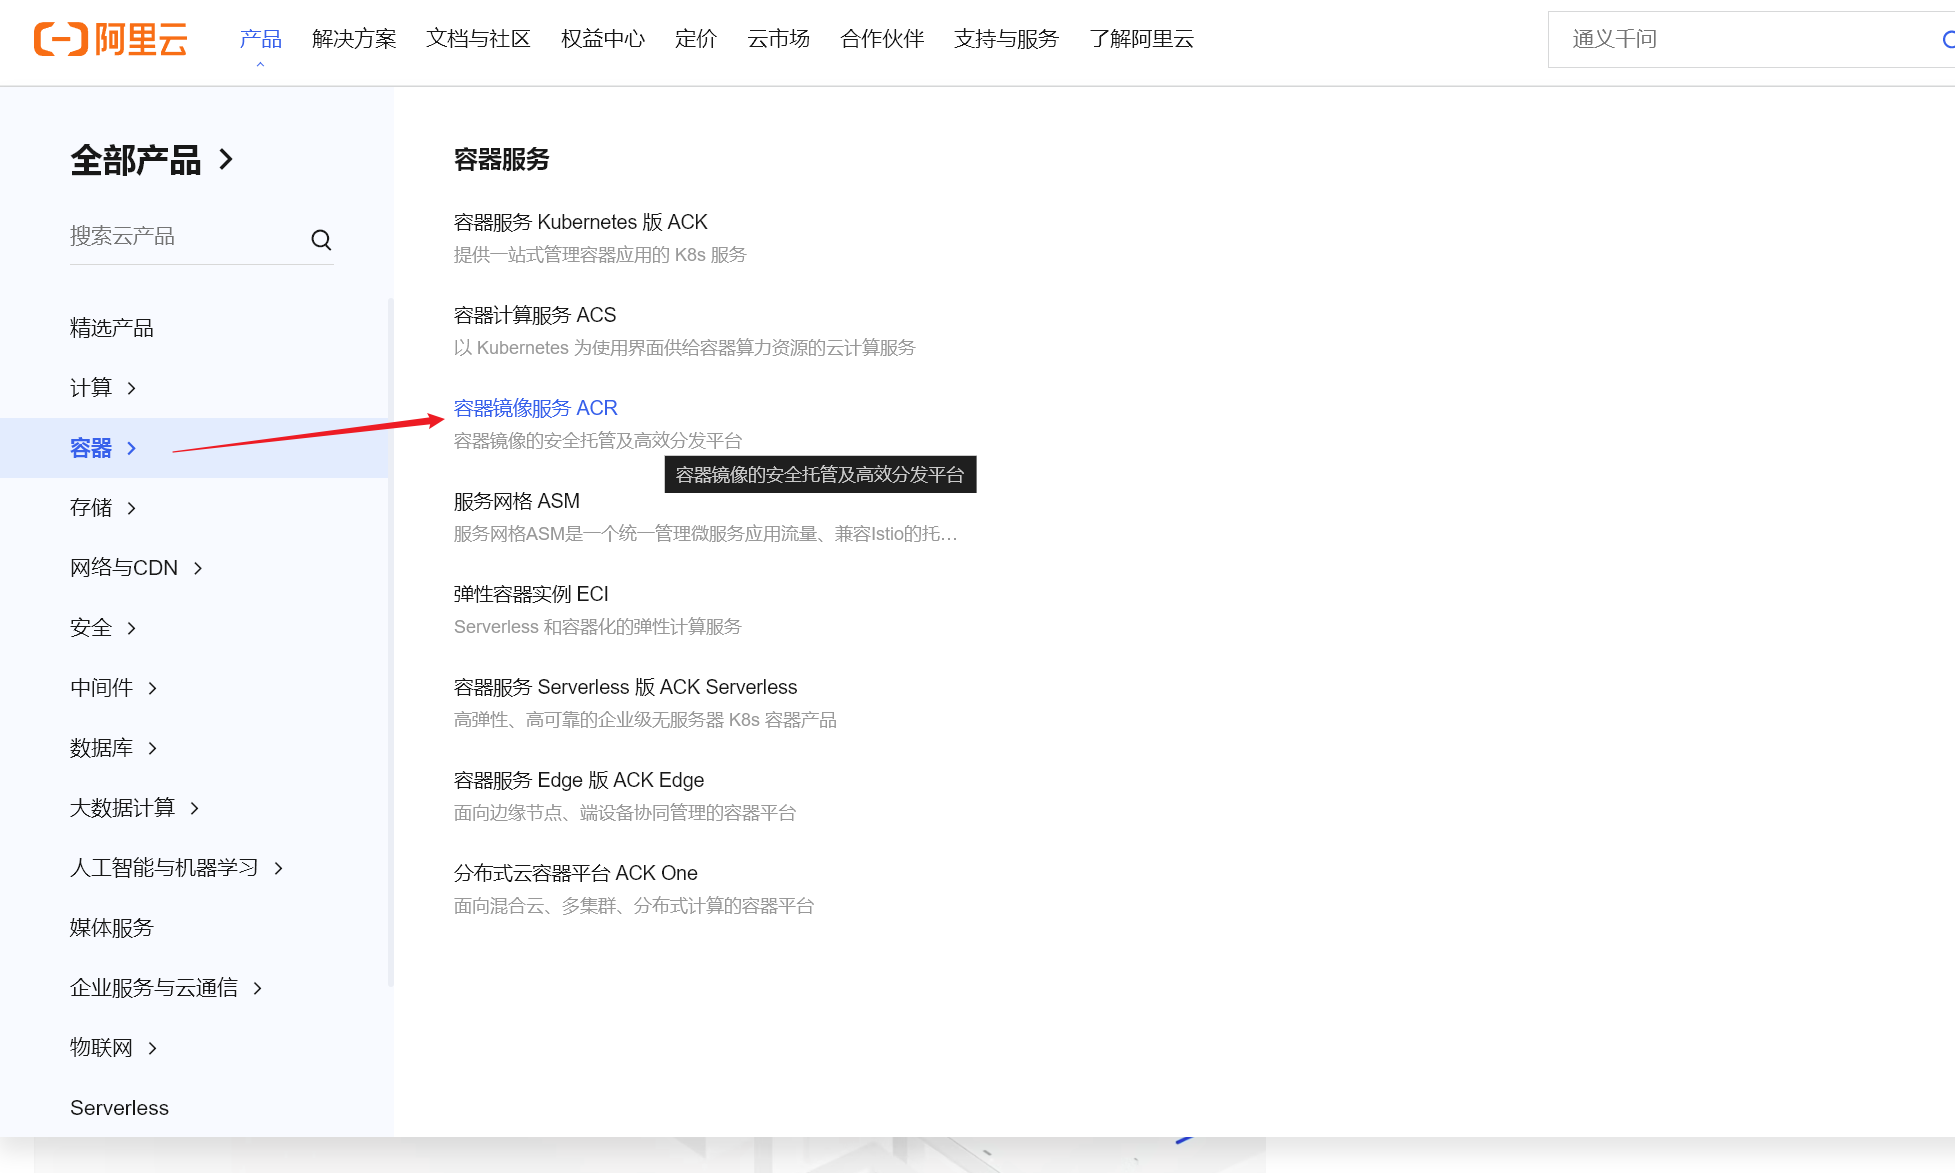 阿里云
产品
解决方案
文档与社区
权益中心
定价
云市场
合作伙伴
支持与服务
了解阿里云
通义千问
全部产品
搜索云产品
精选产品
计算
容器
存储
网络与CDN
安全
中间件
数据库
大数据计算
人工智能与机器学习
媒体服务
企业服务与云通信
物联网
Serverless
容器服务
容器服务 Kubernetes 版 ACK
提供一站式管理容器应用的 K8s 服务
容器计算服务 ACS
以 Kubernetes 为使用界面供给容器算力资源的云计算服务
容器镜像服务 ACR
容器镜像的安全托管及高效分发平台
容器镜像的安全托管及高效分发平台
服务网格 ASM
服务网格ASM是一个统一管理微服务应用流量、兼容Istio的托...
弹性容器实例 ECI
Serverless 和容器化的弹性计算服务
容器服务 Serverless 版 ACK Serverless
高弹性、高可靠的企业级无服务器 K8s 容器产品
容器服务 Edge 版 ACK Edge
面向边缘节点、端设备协同管理的容器平台
分布式云容器平台 ACK One
面向混合云、多集群、分布式计算的容器平台